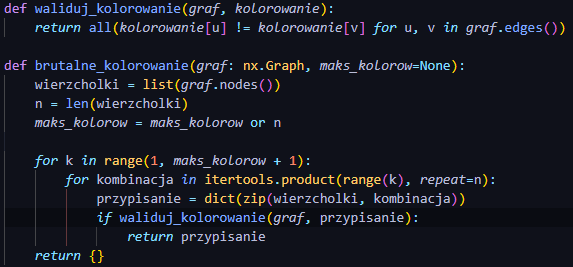 def waliduj_kolorowanie(graf, kolorowanie):
    return all(kolorowanie[u] != kolorowanie[v] for u, v in graf.edges())

def brutalne_kolorowanie(graf: nx.Graph, maks_kolorow=None):
    wierzcholki = list(graf.nodes())
    n = len(wierzcholki)
    maks_kolorow = maks_kolorow or n

    for k in range(1, maks_kolorow + 1):
        for kombinacja in itertools.product(range(k), repeat=n):
            przypisanie = dict(zip(wierzcholki, kombinacja))
            if waliduj_kolorowanie(graf, przypisanie):
                return przypisanie
    return {}